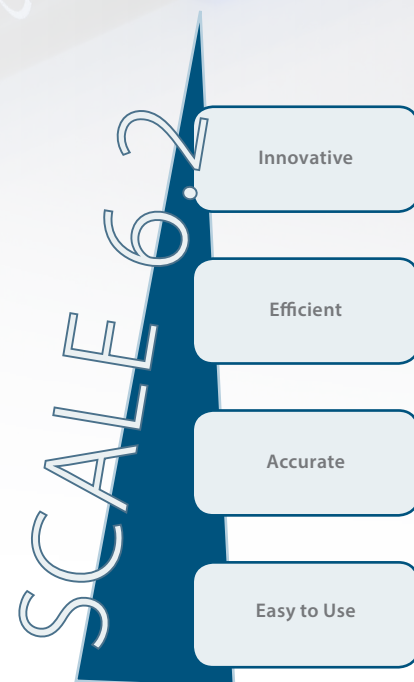 SCALE 6.2
Innovative
Efficient
Accurate
Easy to Use